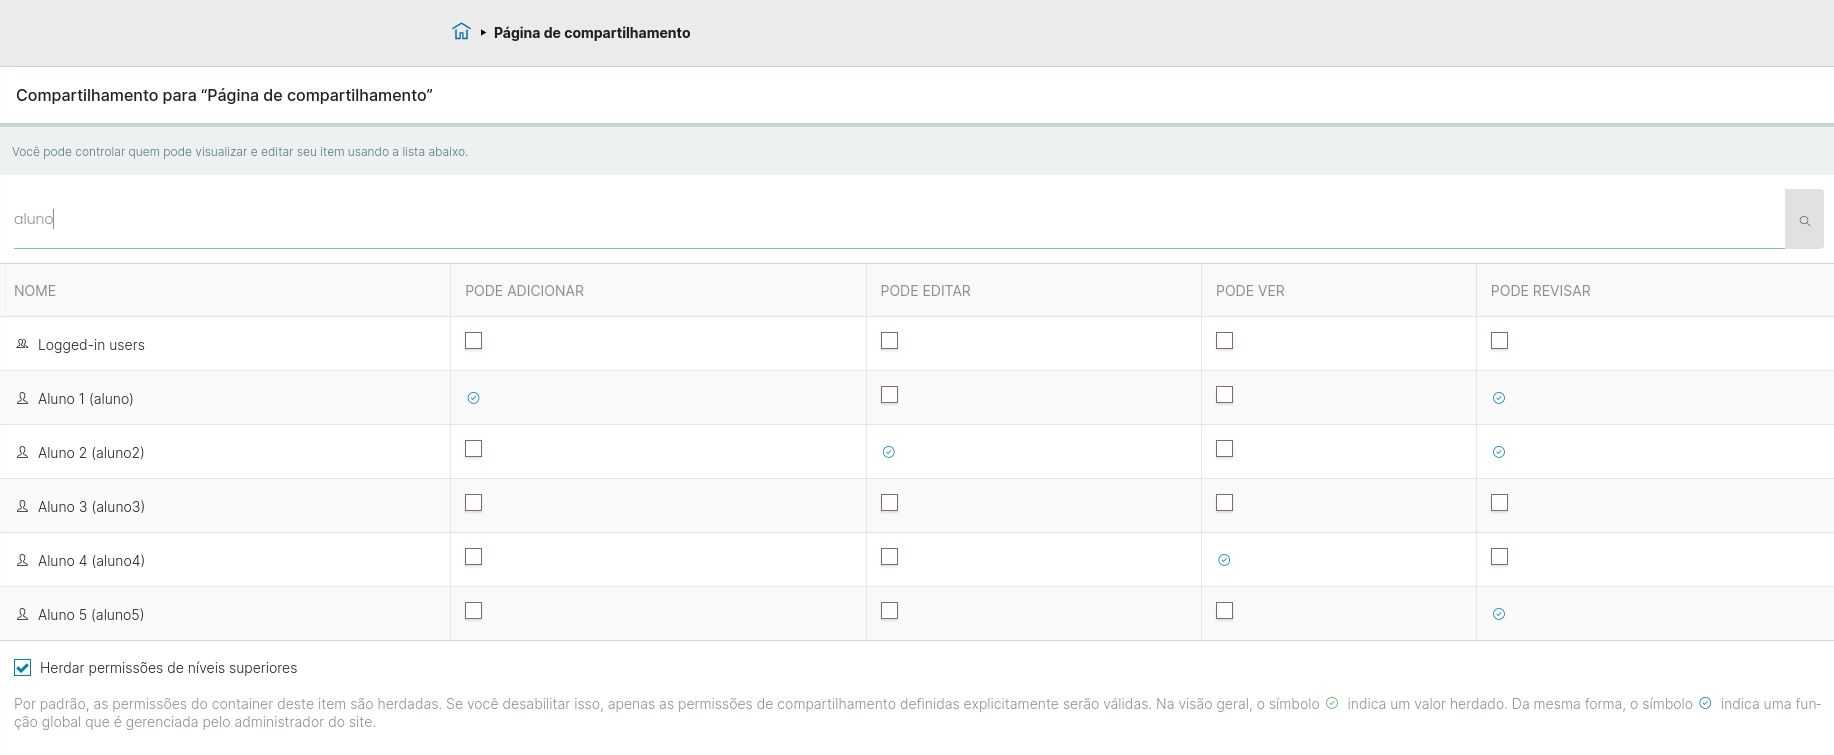 Página de compartilhamento
Compartilhamento para “Página de compartilhamento”
Você pode controlar quem pode visualizar e editar seu item usando a lista abaixo.
aluno
NOME PODE ADICIONAR PODE EDITAR PODE VER PODE REVISAR
Logged-in users
Aluno 1 (aluno)
Aluno 2 (aluno2)
Aluno 3 (aluno3)
Aluno 4 (aluno4)
Aluno 5 (aluno5)
Herdar permissões de níveis superiores
Por padrão, as permissões do container deste item são herdadas. Se você desabilitar isso, apenas as permissões de compartilhamento definidas explicitamente serão válidas. Na visão geral, o símbolo indica um valor herdado. Da mesma forma, o símbolo indica uma fun-
ção global que é gerenciada pelo administrador do site.